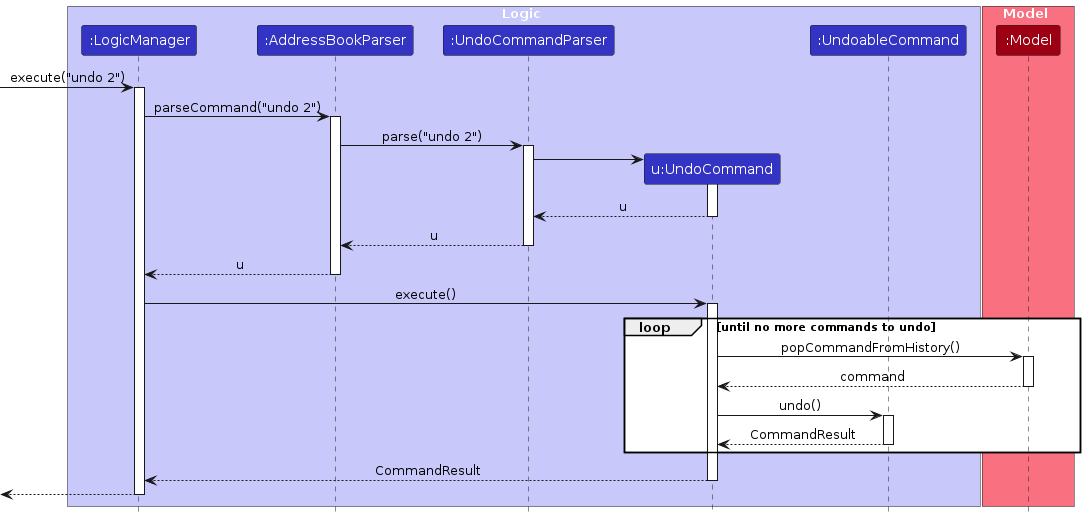 Logic
Model
:LogicManager
:AddressBookParser
:UndoCommandParser
:UndoableCommand
:Model
execute("undo 2")
parseCommand("undo 2")
parse("undo 2")
u:UndoCommand
u
u
u
execute()
loop
[until no more commands to undo]
popCommandFromHistory()
command
undo()
CommandResult
CommandResult